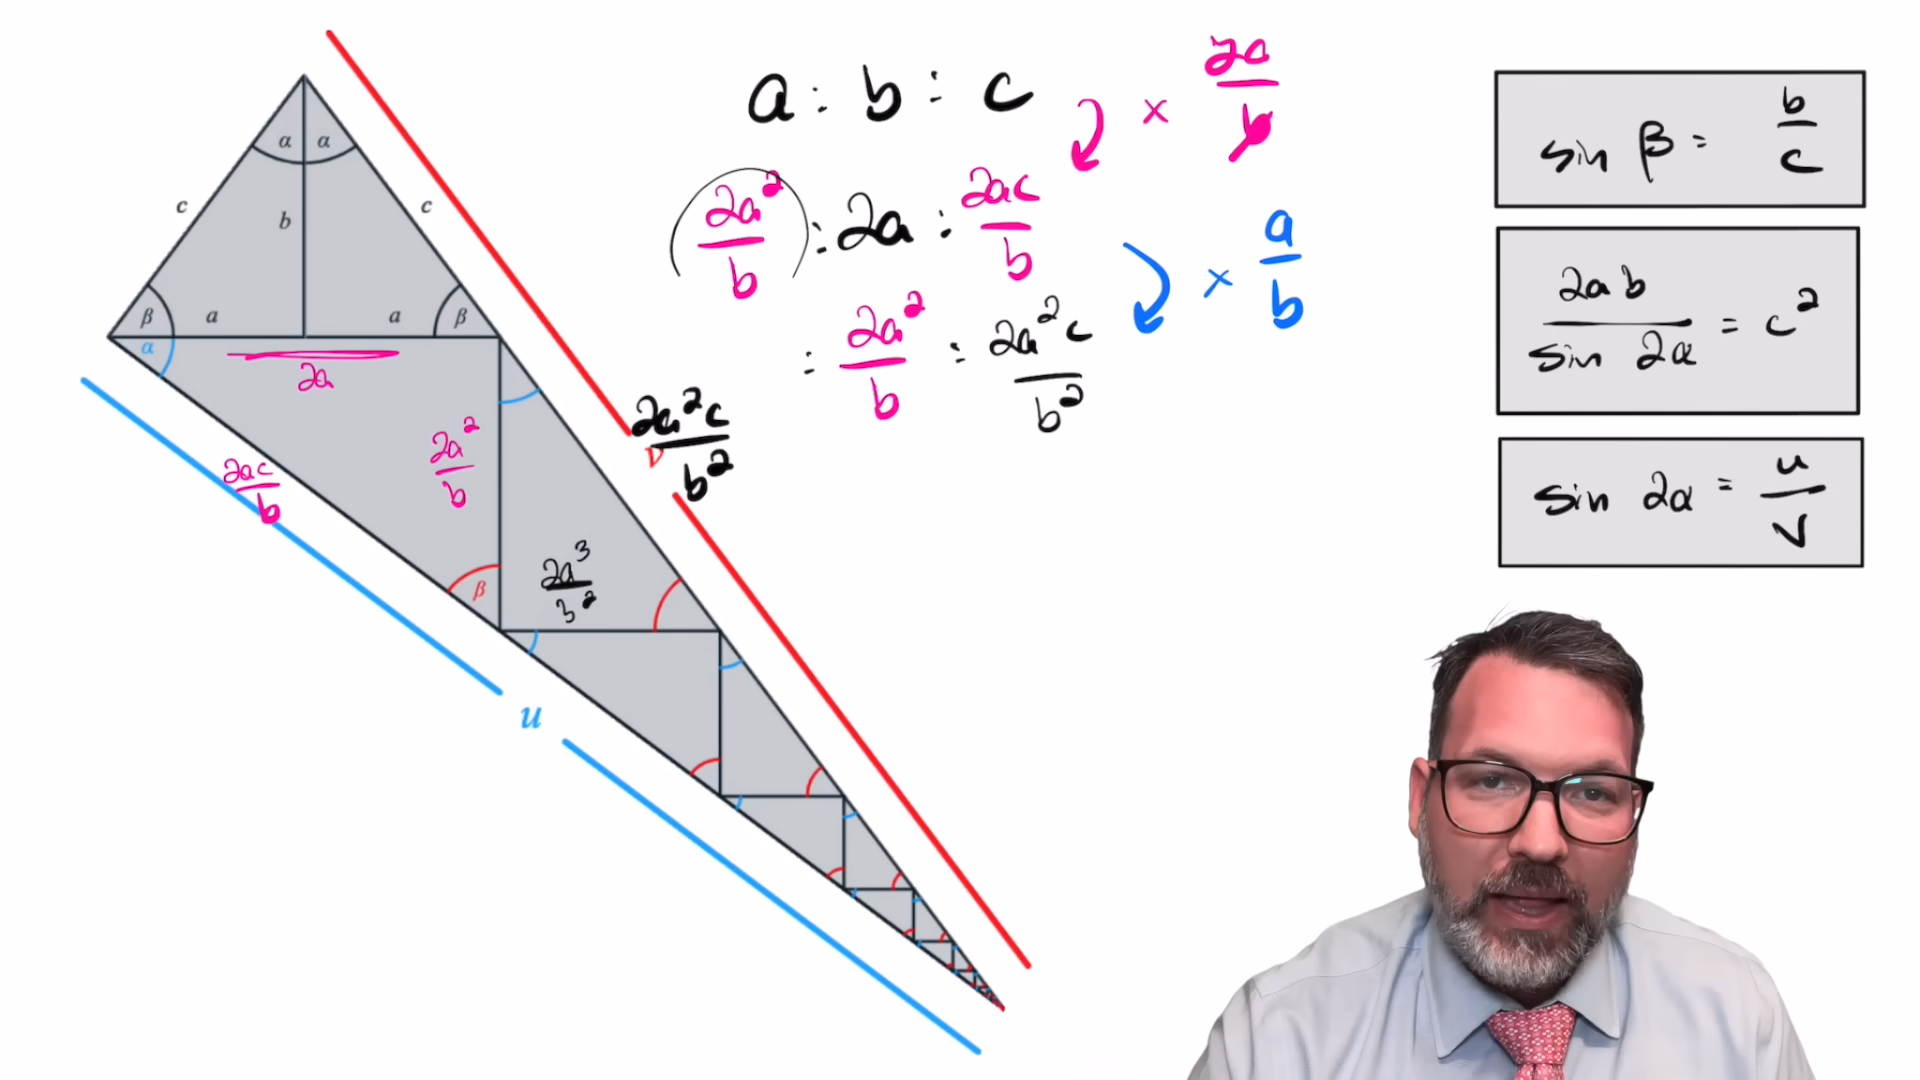 a : b : c × 2a/b
2a²/b : 2a : 2ac/b × a/b
: 2a²/b : 2a²c/b²
sin β = b/c
2ab/sin 2α = c²
sin 2α = u/v
α α
c b c
β a a β
α
2a
2a²/b
2ac/b
2a²c/b²
β
2a³/b²
u